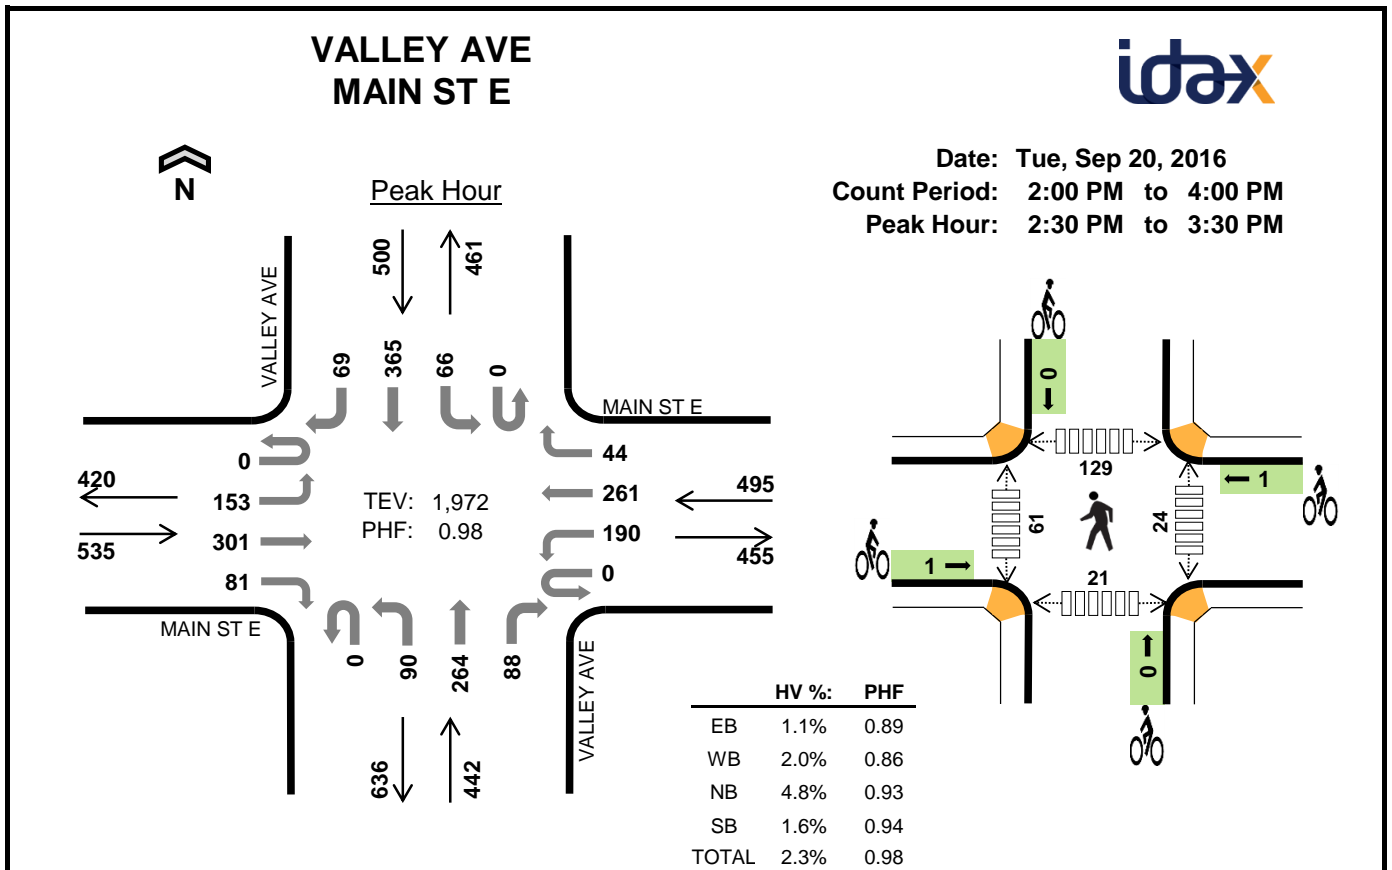 VALLEY AVE
MAIN ST E
idax
N
Peak Hour
Date: Tue, Sep 20, 2016
Count Period: 2:00 PM to 4:00 PM
Peak Hour: 2:30 PM to 3:30 PM
500
461
VALLEY AVE
69
365
66
0
MAIN ST E
0
153
301
81
420
535
TEV: 1,972
PHF: 0.98
44
261
190
0
495
455
MAIN ST E
0
90
264
88
VALLEY AVE
636
442
0
129
1
61
24
1
21
0
HV %: PHF
EB 1.1% 0.89
WB 2.0% 0.86
NB 4.8% 0.93
SB 1.6% 0.94
TOTAL 2.3% 0.98